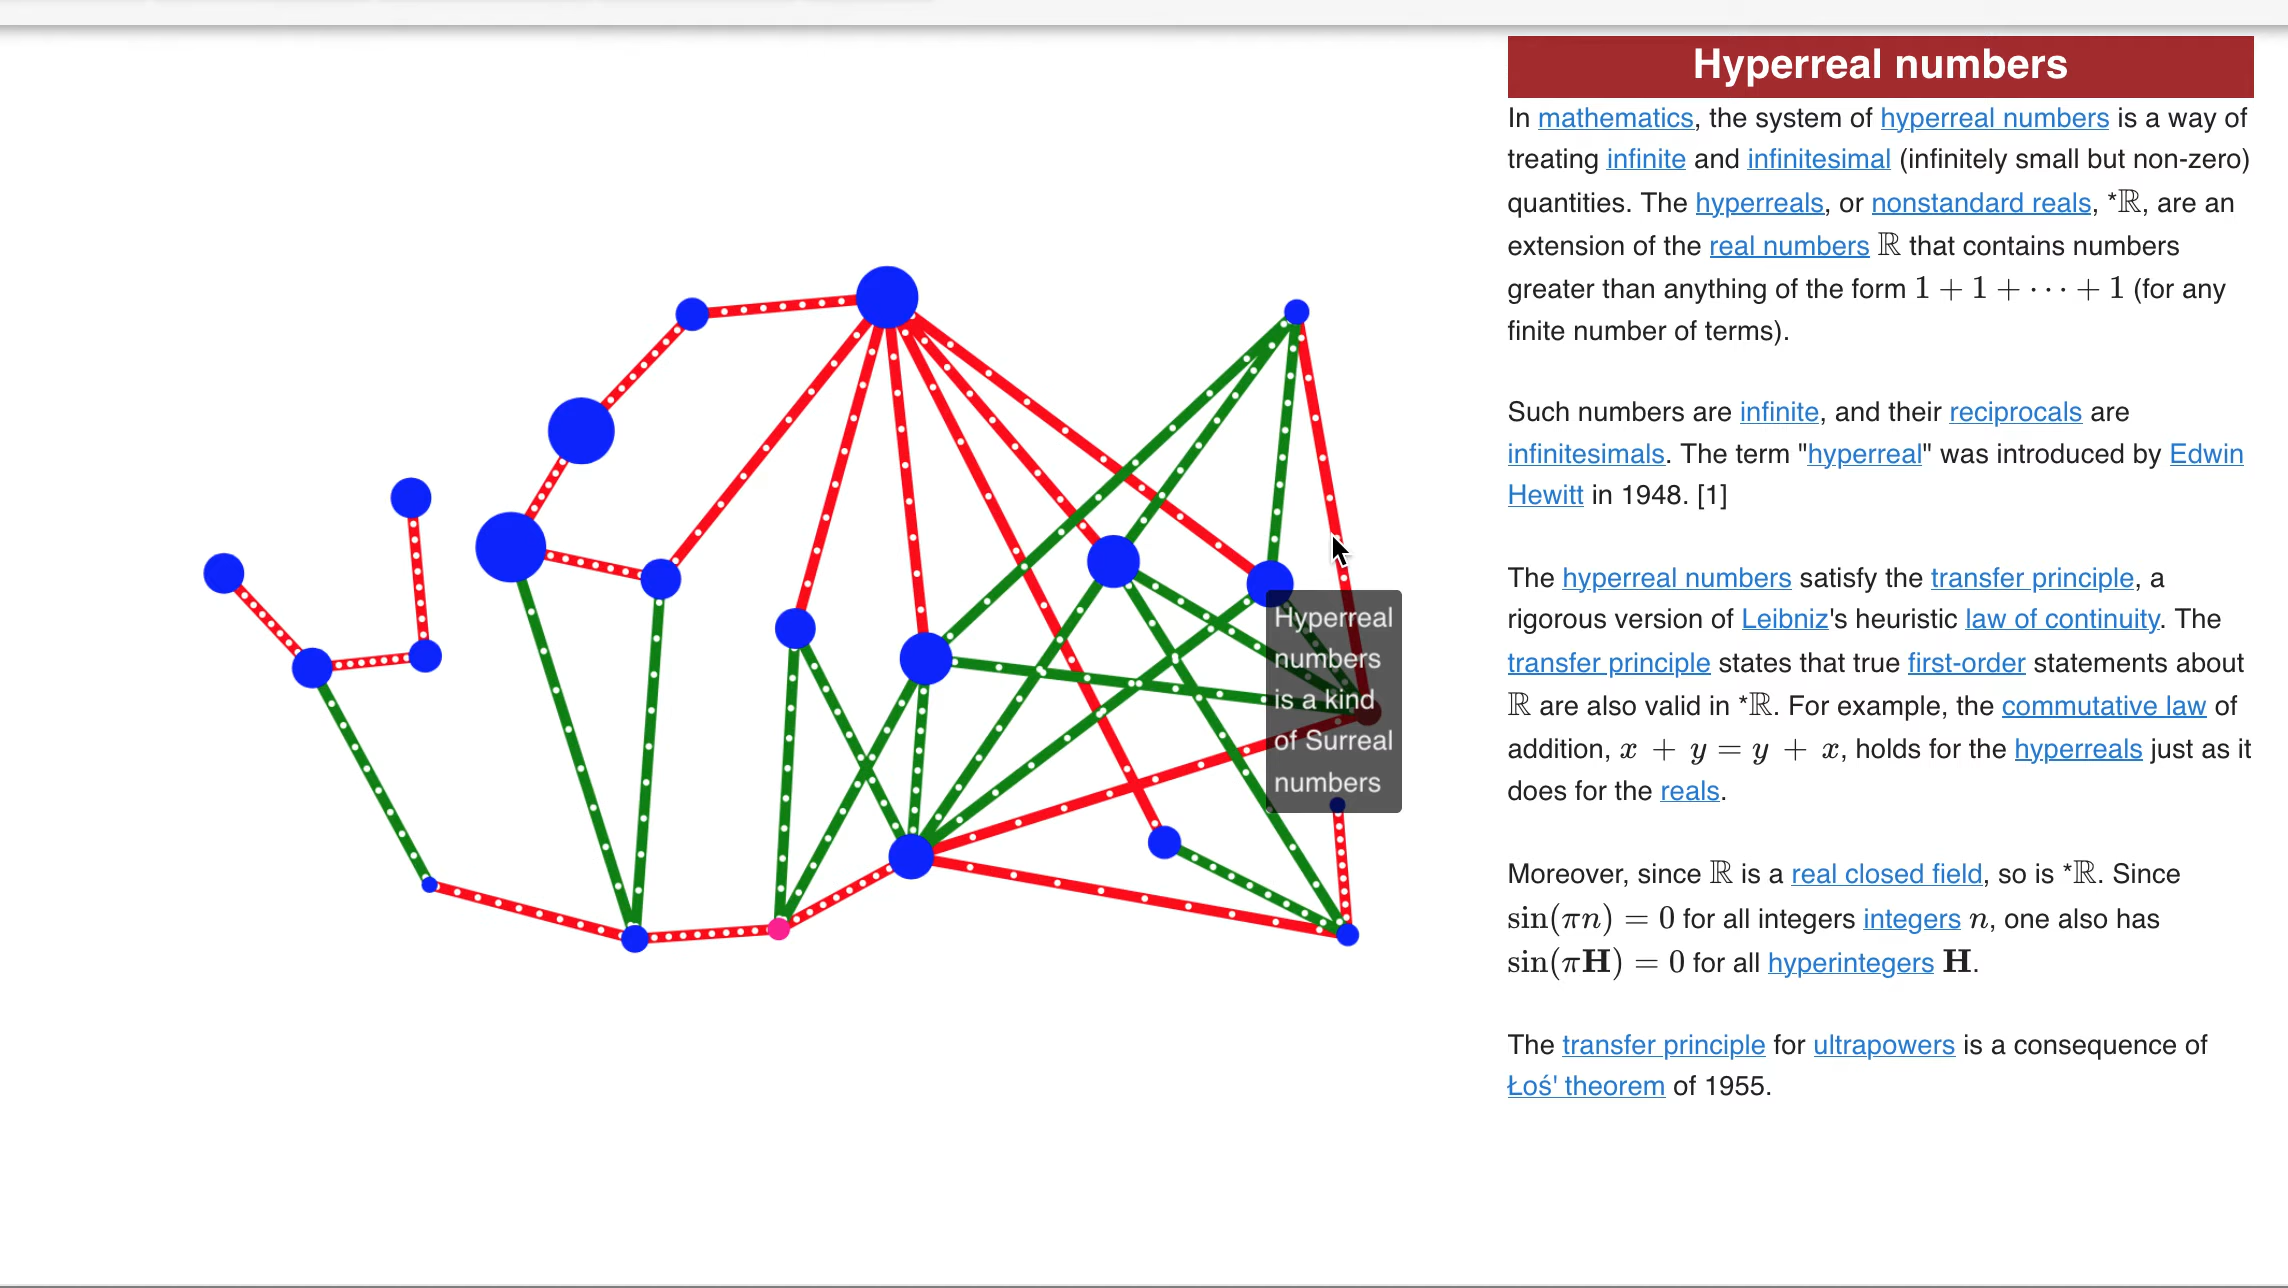 Hyperreal numbers
In mathematics, the system of hyperreal numbers is a way of
treating infinite and infinitesimal (infinitely small but non-zero)
quantities. The hyperreals, or nonstandard reals, *ℝ, are an
extension of the real numbers ℝ that contains numbers
greater than anything of the form 1 + 1 + ⋯ + 1 (for any
finite number of terms).
Such numbers are infinite, and their reciprocals are
infinitesimals. The term "hyperreal" was introduced by Edwin
Hewitt in 1948. [1]
The hyperreal numbers satisfy the transfer principle, a
rigorous version of Leibniz's heuristic law of continuity. The
transfer principle states that true first-order statements about
ℝ are also valid in *ℝ. For example, the commutative law of
addition, x + y = y + x, holds for the hyperreals just as it
does for the reals.
Moreover, since ℝ is a real closed field, so is *ℝ. Since
sin(πn) = 0 for all integers integers n, one also has
sin(πH) = 0 for all hyperintegers H.
The transfer principle for ultrapowers is a consequence of
Łoś' theorem of 1955.
Hyperreal
numbers
is a kind
of Surreal
numbers